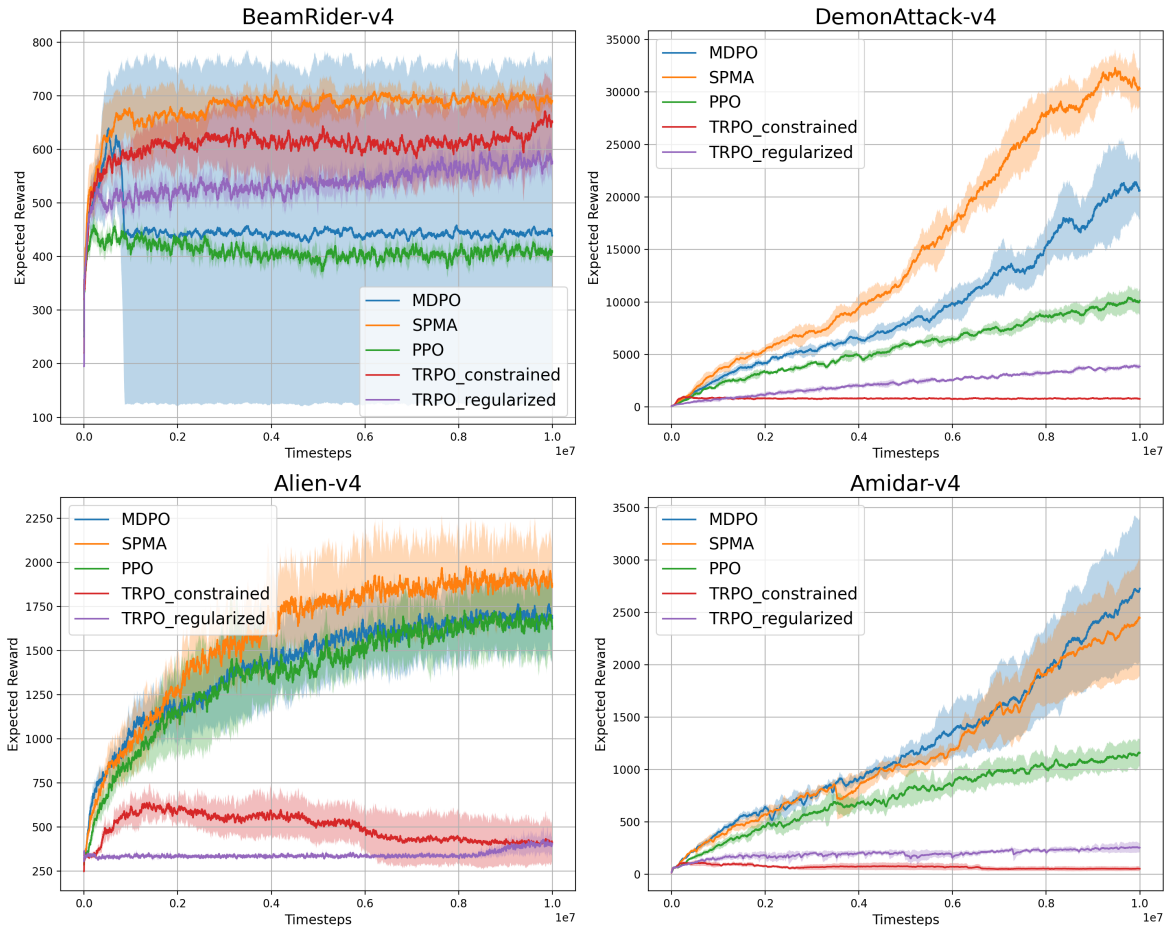 BeamRider-v4
800
700
600
500
400
300
200
100
Expected Reward
MDPO
SPMA
PPO
TRPO_constrained
TRPO_regularized
0.0 0.2 0.4 0.6 0.8 1.0
Timesteps
1e7
DemonAttack-v4
35000
30000
25000
20000
15000
10000
5000
0
Expected Reward
MDPO
SPMA
PPO
TRPO_constrained
TRPO_regularized
0.0 0.2 0.4 0.6 0.8 1.0
Timesteps
1e7
Alien-v4
2250
2000
1750
1500
1250
1000
750
500
250
Expected Reward
MDPO
SPMA
PPO
TRPO_constrained
TRPO_regularized
0.0 0.2 0.4 0.6 0.8 1.0
Timesteps
1e7
Amidar-v4
3500
3000
2500
2000
1500
1000
500
0
Expected Reward
MDPO
SPMA
PPO
TRPO_constrained
TRPO_regularized
0.0 0.2 0.4 0.6 0.8 1.0
Timesteps
1e7